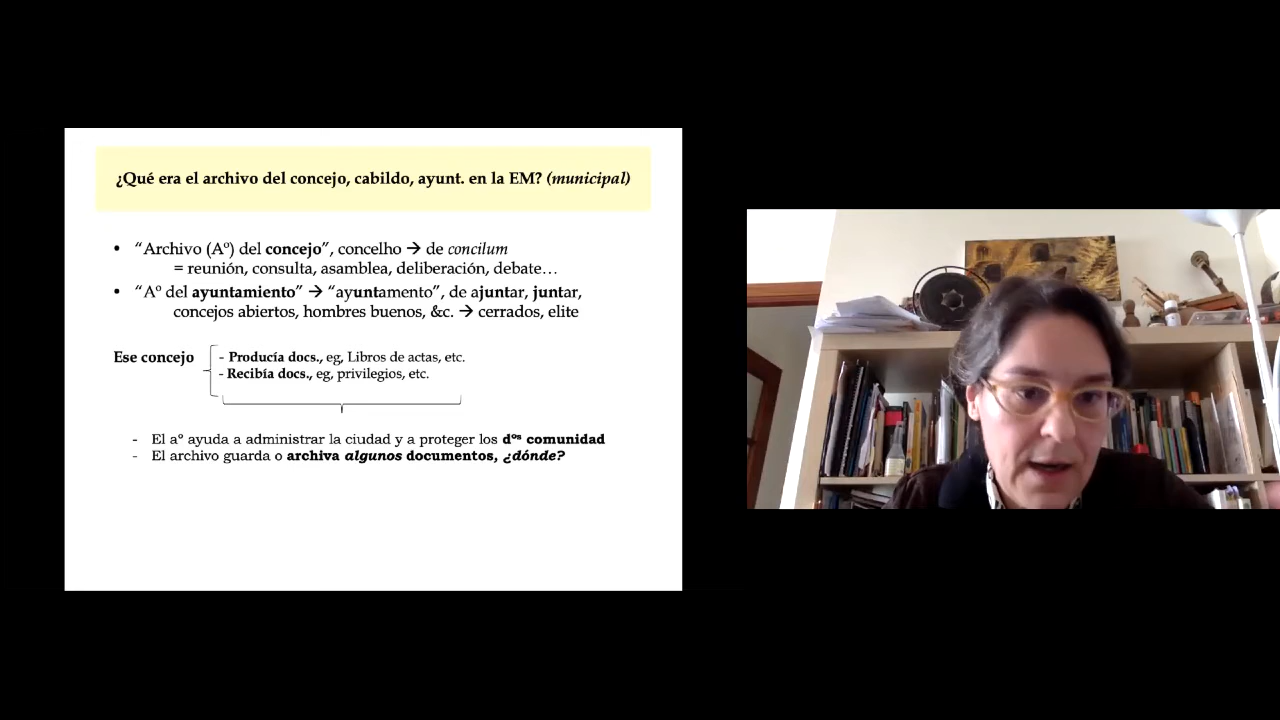 ¿Qué era el archivo del concejo, cabildo, ayunt. en la EM? (municipal)
• “Archivo (Aº) del concejo”, concelho → de concilum
= reunión, consulta, asamblea, deliberación, debate…
• “Aº del ayuntamiento” → “ayuntamento”, de ajuntar, juntar,
concejos abiertos, hombres buenos, &c. → cerrados, elite
Ese concejo
- Producía docs., eg, Libros de actas, etc.
- Recibía docs., eg, privilegios, etc.
- El aº ayuda a administrar la ciudad y a proteger los dºˢ comunidad
- El archivo guarda o archiva algunos documentos, ¿dónde?